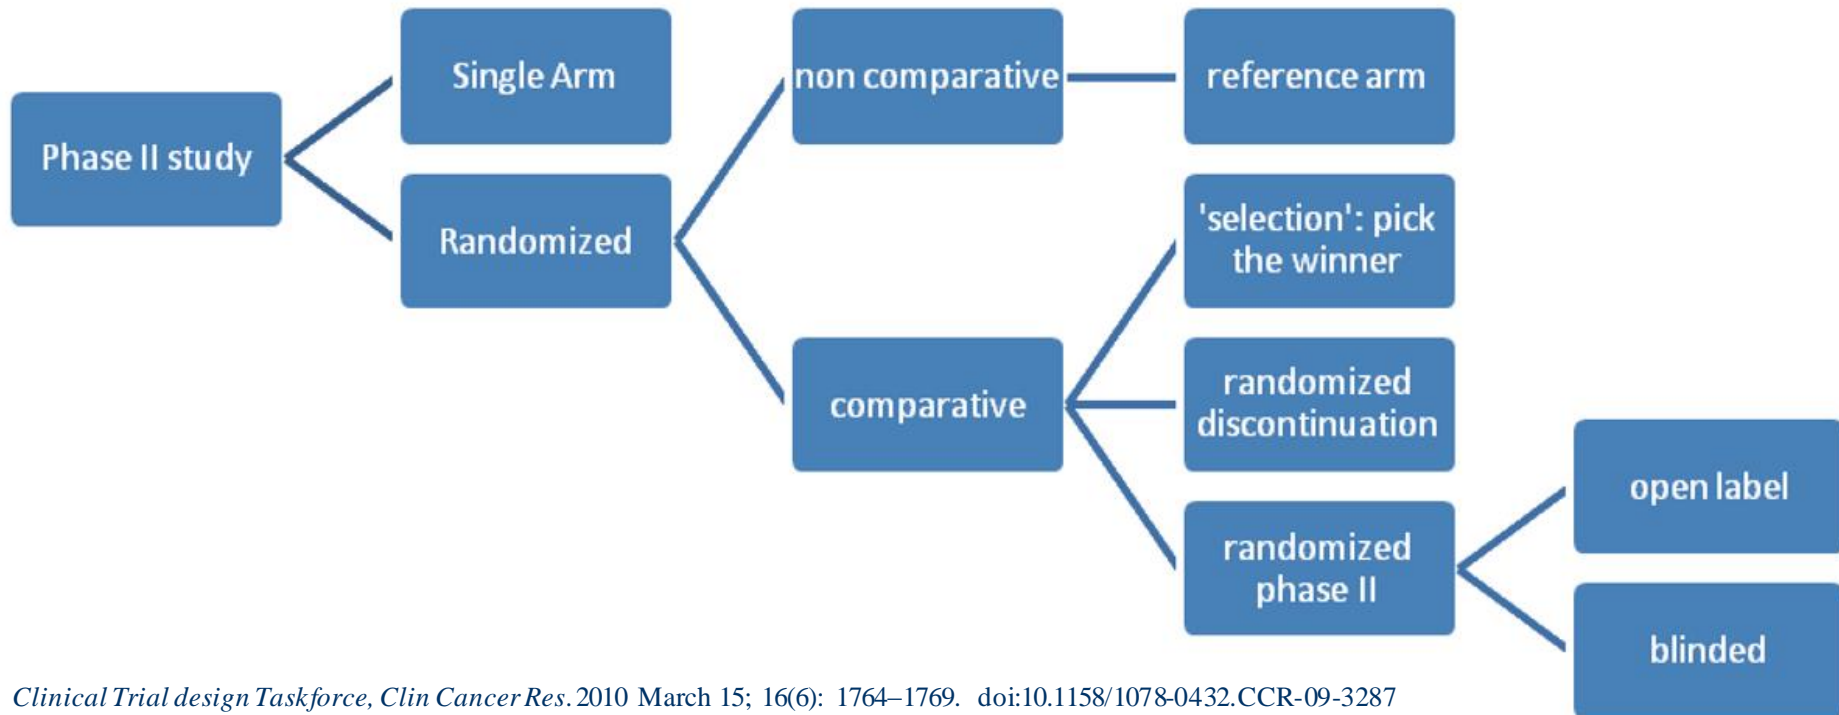 Phase II study
Single Arm
Randomized
non comparative
reference arm
comparative
'selection': pick
the winner
randomized
discontinuation
randomized
phase II
open label
blinded
Clinical Trial design Taskforce, Clin Cancer Res. 2010 March 15; 16(6): 1764–1769. doi:10.1158/1078-0432.CCR-09-3287